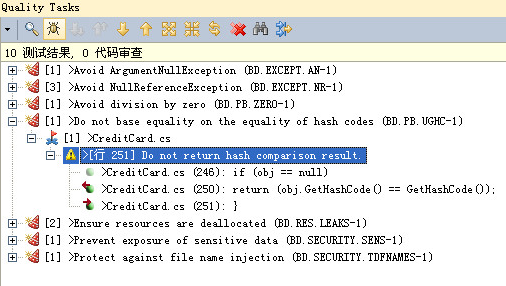 Quality Tasks
10 测试结果, 0 代码审查
[1] >Avoid ArgumentNullException (BD.EXCEPT.AN-1)
[3] >Avoid NullReferenceException (BD.EXCEPT.NR-1)
[1] >Avoid division by zero (BD.PB.ZERO-1)
[1] >Do not base equality on the equality of hash codes (BD.PB.UGHC-1)
[1] >CreditCard.cs
>[行 251] Do not return hash comparison result.
>CreditCard.cs (246): if (obj == null)
>CreditCard.cs (250): return (obj.GetHashCode() == GetHashCode());
>CreditCard.cs (251): }
[2] >Ensure resources are deallocated (BD.RES.LEAKS-1)
[1] >Prevent exposure of sensitive data (BD.SECURITY.SENS-1)
[1] >Protect against file name injection (BD.SECURITY.TDFNAMES-1)